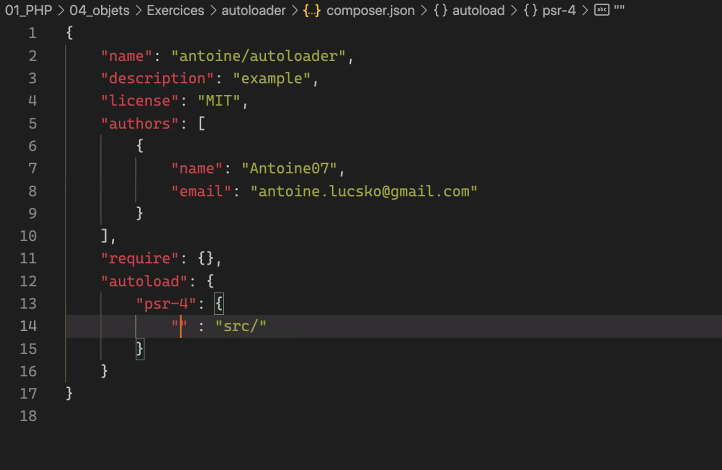 01_PHP > 04_objets > Exercices > autoloader > {..} composer.json > { } autoload > { } psr-4 > abc ""
1 {
2 "name": "antoine/autoloader",
3 "description": "example",
4 "license": "MIT",
5 "authors": [
6 {
7 "name": "Antoine07",
8 "email": "antoine.lucsko@gmail.com"
9 }
10 ],
11 "require": {},
12 "autoload": {
13 "psr-4": {
14 "" : "src/"
15 }
16 }
17 }
18